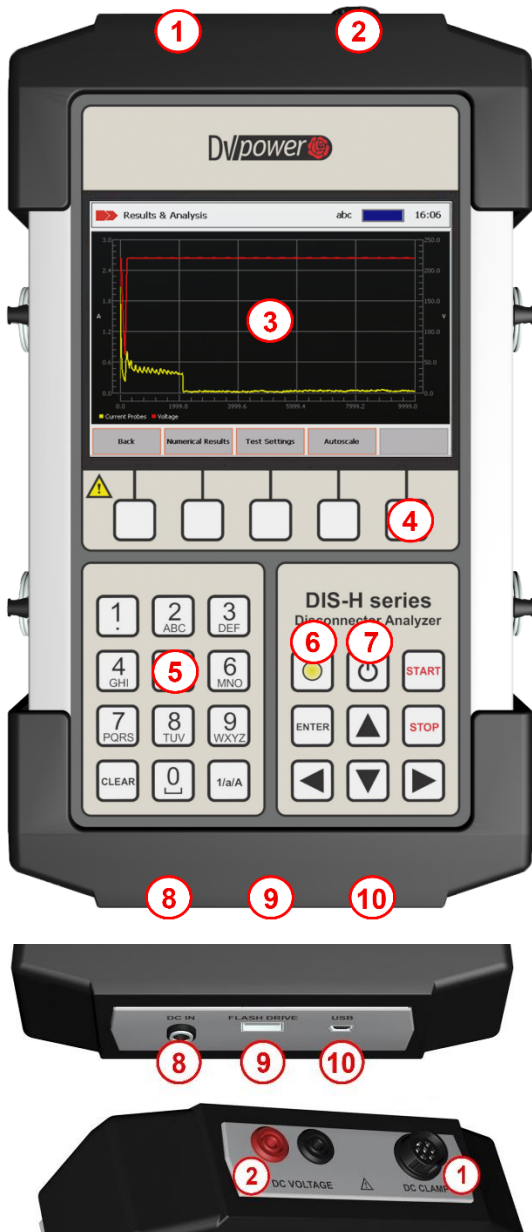 1 2
DV power
Results & Analysis abc 16:06
3.0 250.0
2.4 200.0
1.8 150.0
A V
1.2 100.0
0.6 50.0
0.0 0.0
0.0 1999.8 3999.6 5999.4 7999.2 9999.0
Current Probes Voltage
3
Back Numerical Results Test Settings Autoscale
4
1 2 3
. ABC DEF
4 5 6
GHI MNO
7 8 9
PQRS TUV WXYZ
CLEAR 0 1/a/A
DIS-H series
Disconnector Analyzer
6 7 START
ENTER STOP
8 9 10
DC IN FLASH DRIVE USB
8 9 10
2 DC VOLTAGE DC CLAMP 1